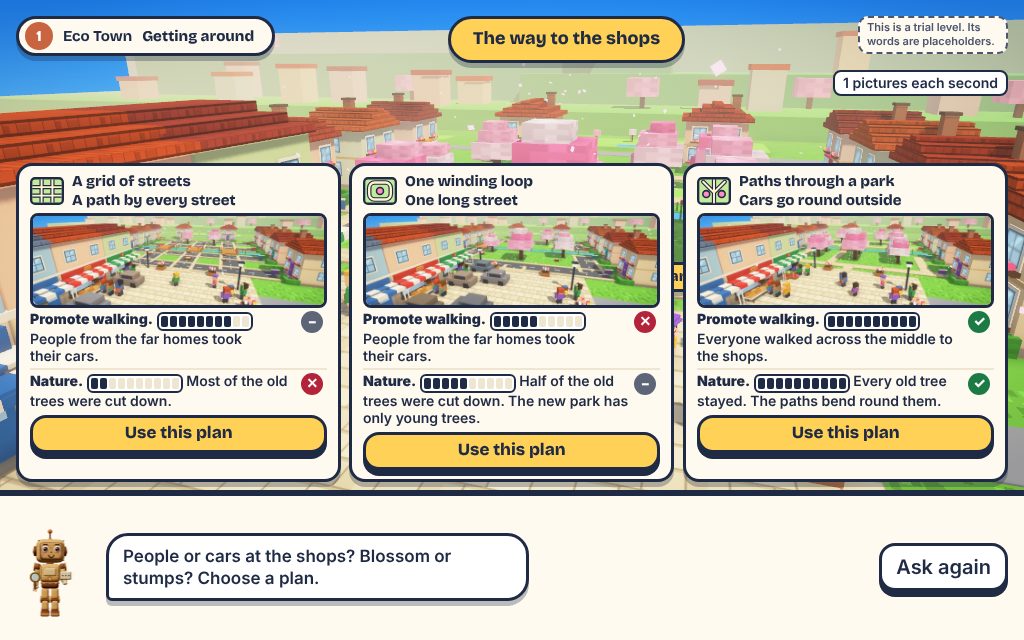 1 Eco Town Getting around
The way to the shops
This is a trial level. Its
words are placeholders.
1 pictures each second
A grid of streets
A path by every street
Promote walking.
People from the far homes took
their cars.
Nature. Most of the old
trees were cut down.
Use this plan
One winding loop
One long street
Promote walking.
People from the far homes took
their cars.
Nature. Half of the old
trees were cut down. The new park has
only young trees.
Use this plan
Paths through a park
Cars go round outside
Promote walking.
Everyone walked across the middle to
the shops.
Nature. Every old tree
stayed. The paths bend round them.
Use this plan
People or cars at the shops? Blossom or
stumps? Choose a plan.
Ask again